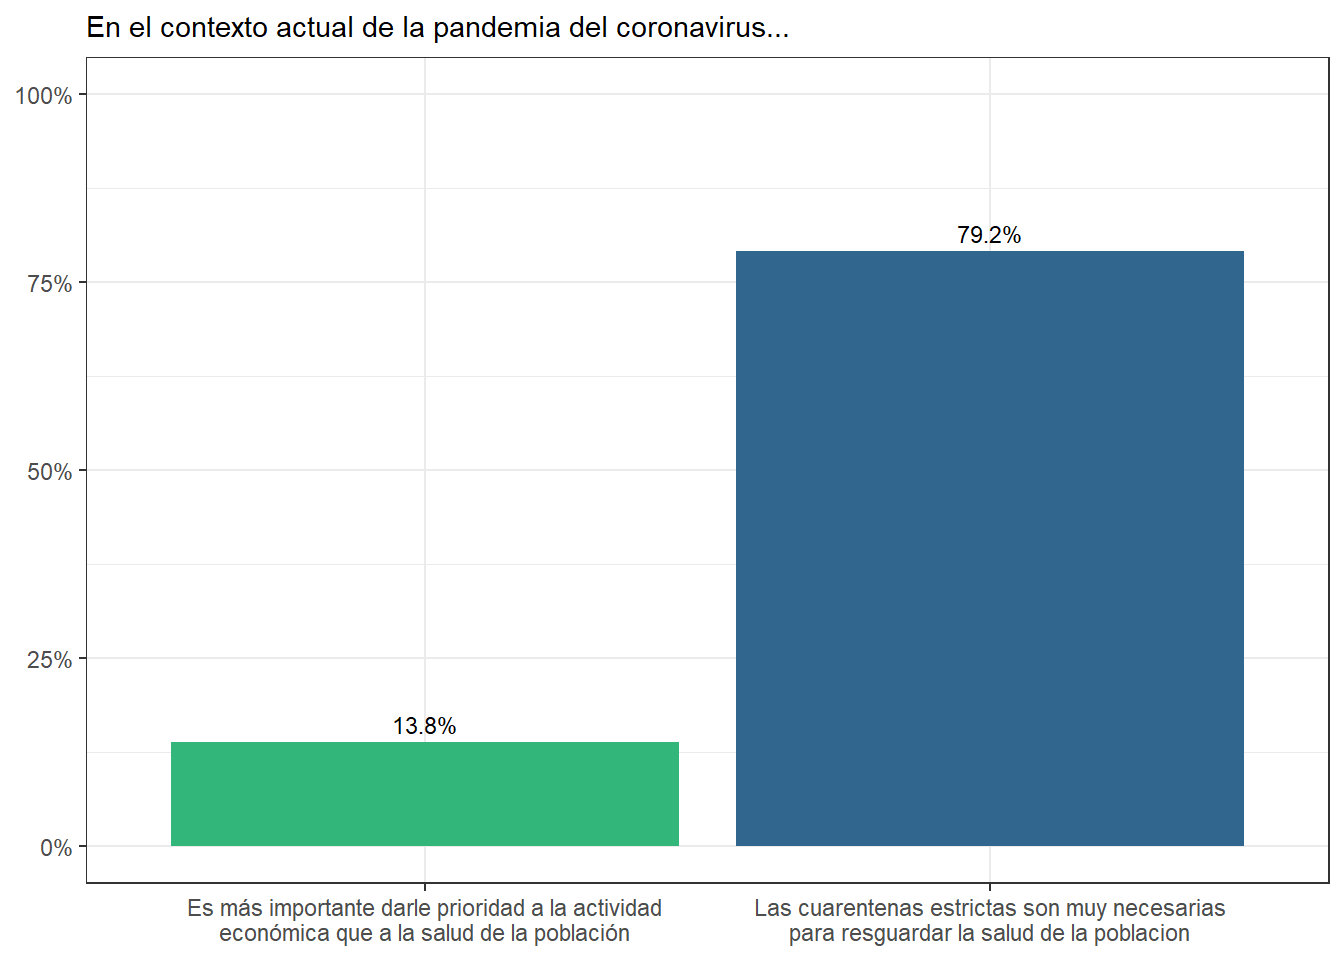 En el contexto actual de la pandemia del coronavirus...
100%
75%
50%
25%
0%
79.2%
13.8%
Es más importante darle prioridad a la actividad
económica que a la salud de la población
Las cuarentenas estrictas son muy necesarias
para resguardar la salud de la poblacion